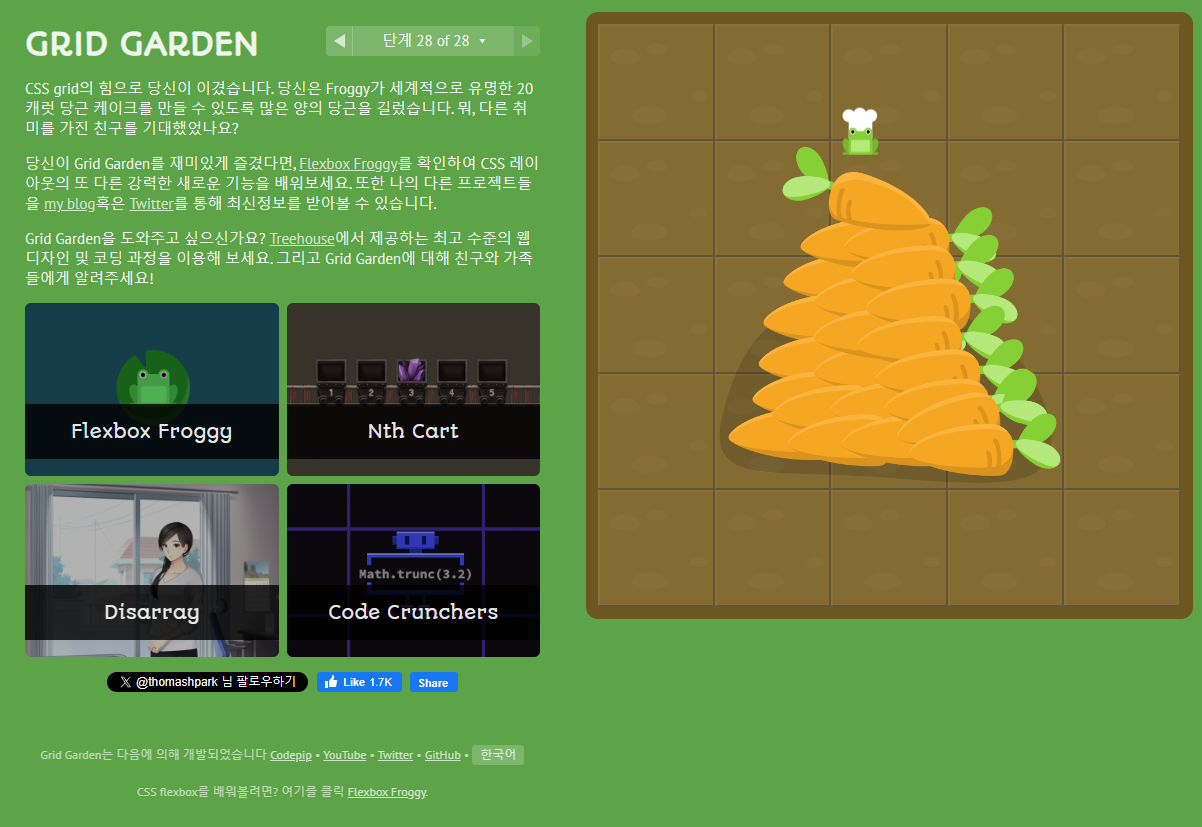 GRID GARDEN
단계 28 of 28
CSS grid의 힘으로 당신이 이겼습니다. 당신은 Froggy가 세계적으로 유명한 20
캐럿 당근 케이크를 만들 수 있도록 많은 양의 당근을 길렀습니다. 뭐, 다른 취
미를 가진 친구를 기대했었나요?
당신이 Grid Garden를 재미있게 즐겼다면, Flexbox Froggy를 확인하여 CSS 레이
아웃의 또 다른 강력한 새로운 기능을 배워보세요. 또한 나의 다른 프로젝트들
을 my blog혹은 Twitter를 통해 최신정보를 받아볼 수 있습니다.
Grid Garden을 도와주고 싶으신가요? Treehouse에서 제공하는 최고 수준의 웹
디자인 및 코딩 과정을 이용해 보세요. 그리고 Grid Garden에 대해 친구와 가족
들에게 알려주세요!
1 2 3 4 5
Flexbox Froggy
Nth Cart
Math.trunc(3.2)
Disarray
Code Crunchers
@thomashpark 님 팔로우하기
Like 1.7K
Share
Grid Garden는 다음에 의해 개발되었습니다 Codepip • YouTube • Twitter • GitHub • 한국어
CSS flexbox를 배워볼려면? 여기를 클릭 Flexbox Froggy.